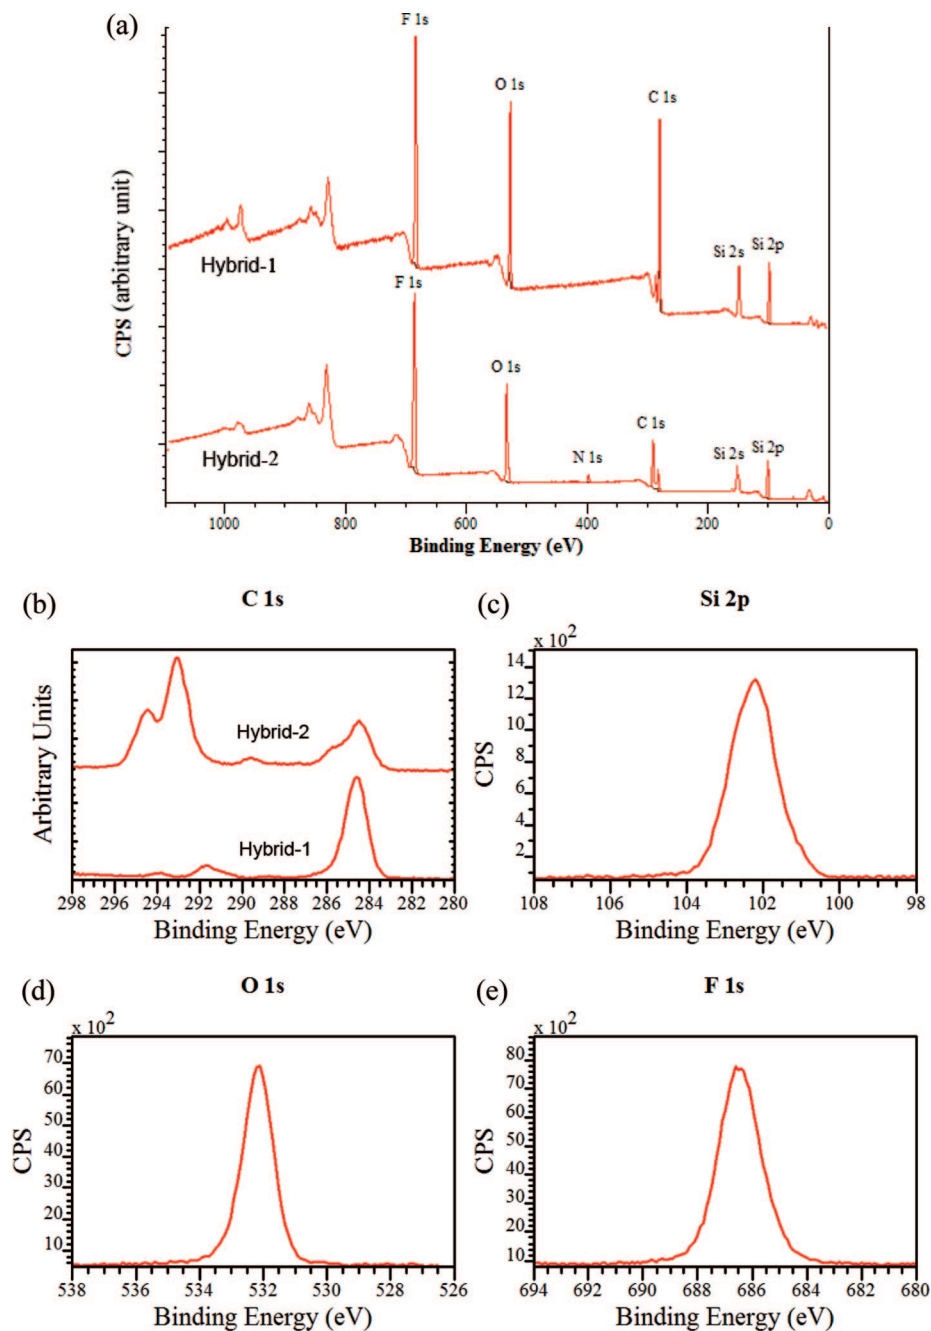 (a)
F 1s
O 1s
C 1s
Si 2s
Si 2p
Hybrid-1
F 1s
O 1s
N 1s
C 1s
Si 2s
Si 2p
Hybrid-2
CPS (arbitrary unit)
1000 800 600 400 200 0
Binding Energy (eV)
(b)
C 1s
Arbitrary Units
Hybrid-2
Hybrid-1
298 296 294 292 290 288 286 284 282 280
Binding Energy (eV)
(c)
Si 2p
x 10²
14
12
10
8
6
4
2
CPS
108 106 104 102 100 98
Binding Energy (eV)
(d)
O 1s
x 10²
70
60
50
40
30
20
10
CPS
538 536 534 532 530 528 526
Binding Energy (eV)
(e)
F 1s
x 10²
80
70
60
50
40
30
20
10
CPS
694 692 690 688 686 684 682 680
Binding Energy (eV)